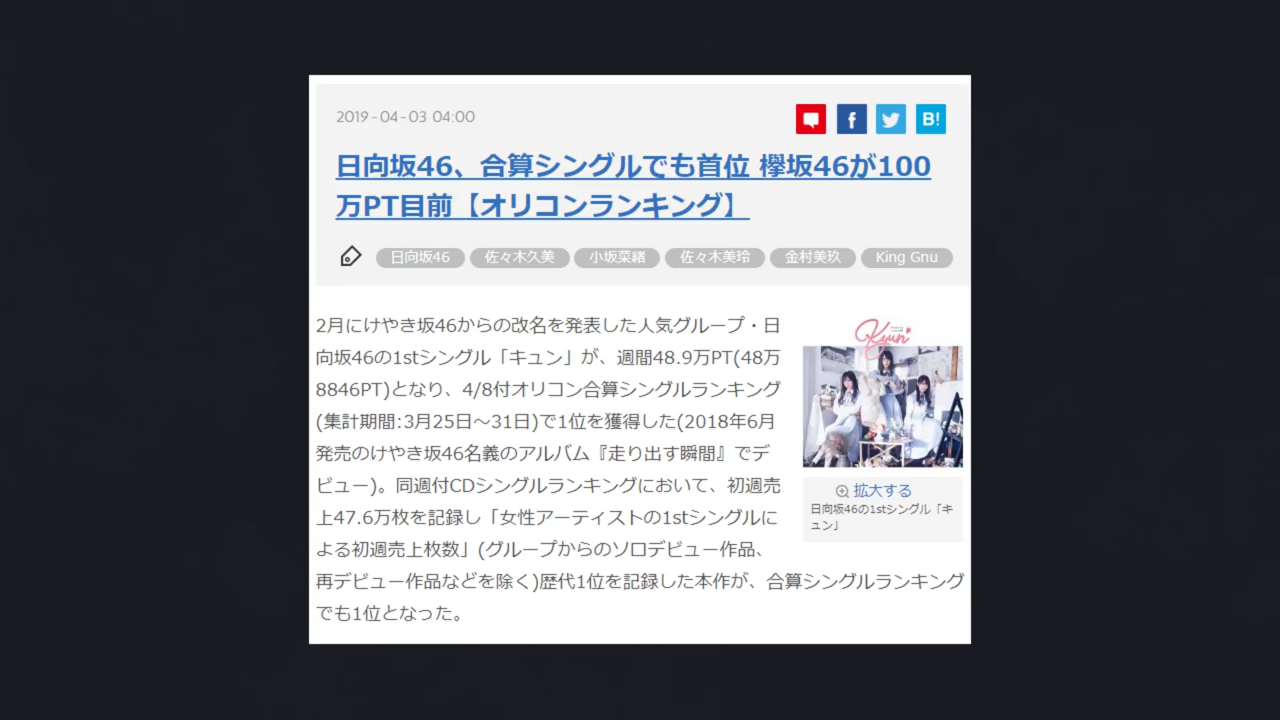 2019-04-03 04:00
B!
日向坂46、合算シングルでも首位 欅坂46が100
万PT目前【オリコンランキング】
日向坂46 佐々木久美 小坂菜緒 佐々木美玲 金村美玖 King Gnu
2月にけやき坂46からの改名を発表した人気グループ・日
向坂46の1stシングル「キュン」が、週間48.9万PT(48万
8846PT)となり、4/8付オリコン合算シングルランキング
(集計期間:3月25日～31日)で1位を獲得した(2018年6月
発売のけやき坂46名義のアルバム『走り出す瞬間』でデ
ビュー)。同週付CDシングルランキングにおいて、初週売
上47.6万枚を記録し「女性アーティストの1stシングルに
よる初週売上枚数」(グループからのソロデビュー作品、
再デビュー作品などを除く)歴代1位を記録した本作が、合算シングルランキング
でも1位となった。
Kyun
拡大する
日向坂46の1stシングル「キ
ュン」